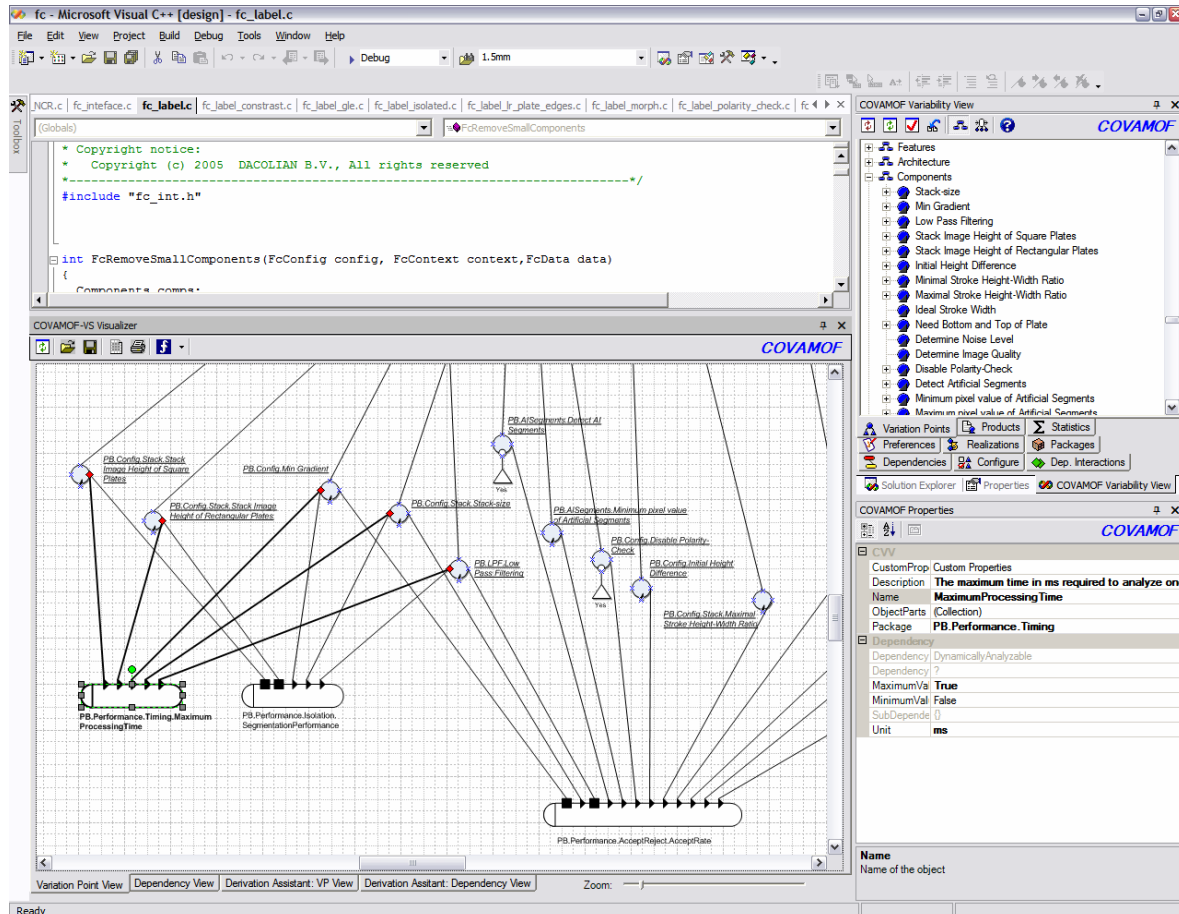 fc - Microsoft Visual C++ [design] - fc_label.c
File Edit View Project Build Debug Tools Window Help
Debug 1.5mm
_NCR.c fc_inteface.c fc_label.c fc_label_constrast.c fc_label_gle.c fc_label_isolated.c fc_label_lr_plate_edges.c fc_label_morph.c fc_label_polarity_check.c fc
Toolbox
(Globals) FcRemoveSmallComponents
* Copyright notice:
* Copyright (c) 2005 DACOLIAN B.V., All rights reserved
*-----------------------------------------------------------------------------*/
#include "fc_int.h"
int FcRemoveSmallComponents(FcConfig config, FcContext context,FcData data)
{
Components comps;
COVAMOF-VS Visualizer
COVAMOF
PB.Config.Stack.Stack
Image Height of Square
Plates
PB.Config.Stack.Stack Image
Height of Rectangular Plates
PB.Config.Min Gradient
PB.Config.Stack.Stack-size
PB.LPF.Low
Pass Filtering
PB.AISegments.Detect AI
Segments
Yes
PB.AISegments.Minimum pixel value
of Artificial Segments
PB.Config.Disable Polarity-
Check
Yes
PB.Config.Initial Height
Difference
PB.Config.Stack.Maximal
Stroke Height-Width Ratio
PB.Performance.Timing.Maximum
ProcessingTime
PB.Performance.Isolation.
SegmentationPerformance
PB.Performance.AcceptReject.AcceptRate
Variation Point View Dependency View Derivation Assistant: VP View Derivation Assitant: Dependency View Zoom:
Ready
COVAMOF Variability View
COVAMOF
Features
Architecture
Components
Stack-size
Min Gradient
Low Pass Filtering
Stack Image Height of Square Plates
Stack Image Height of Rectangular Plates
Initial Height Difference
Minimal Stroke Height-Width Ratio
Maximal Stroke Height-Width Ratio
Ideal Stroke Width
Need Bottom and Top of Plate
Determine Noise Level
Determine Image Quality
Disable Polarity-Check
Detect Artificial Segments
Minimum pixel value of Artificial Segments
Maximum pixel value of Artificial Segments
Variation Points Products Statistics
Preferences Realizations Packages
Dependencies Configure Dep. Interactions
Solution Explorer Properties COVAMOF Variability View
COVAMOF Properties
COVAMOF
CVV
CustomProp Custom Properties
Description The maximum time in ms required to analyze on
Name MaximumProcessingTime
ObjectParts (Collection)
Package PB.Performance.Timing
Dependency
Dependency DynamicallyAnalyzable
Dependency ?
MaximumVal True
MinimumVal False
SubDepende {}
Unit ms
Name
Name of the object